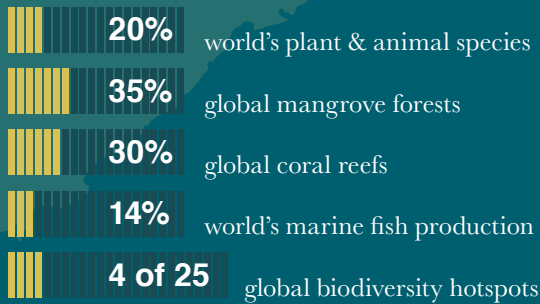 20% world’s plant & animal species
35% global mangrove forests
30% global coral reefs
14% world’s marine fish production
4 of 25 global biodiversity hotspots